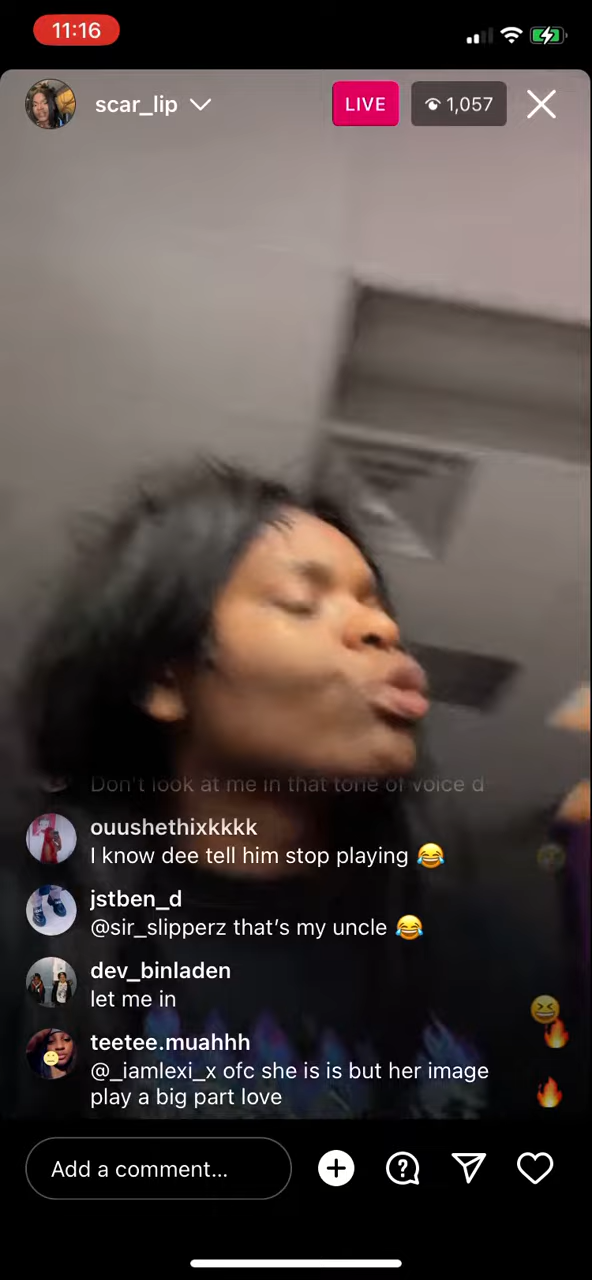 11:16
scar_lip
LIVE
1,057
Don't look at me in that tone of voice d
ouushethixkkkk
I know dee tell him stop playing 😂
jstben_d
@sir_slipperz that's my uncle 😂
dev_binladen
let me in
teetee.muahhh
@_iamlexi_x ofc she is is but her image
play a big part love
Add a comment...